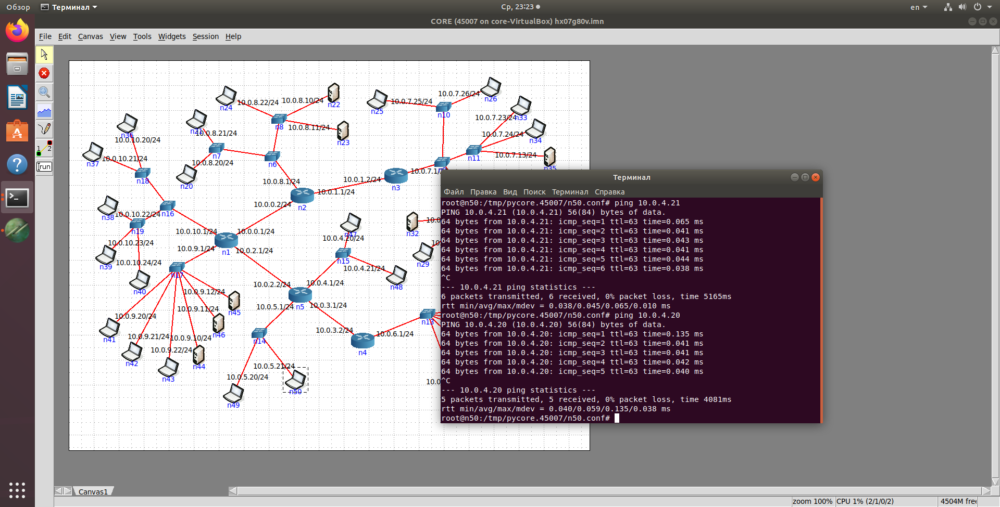 Обзор
Терминал
Ср, 23:23
en
CORE (45007 on core-VirtualBox) hx07g80v.imn
File Edit Canvas View Tools Widgets Session Help
run
n24
10.0.8.22/24
10.0.8.10/24
n22
n25
10.0.7.25/24
10.0.7.26/24
n26
n10
n8
10.0.8.11/24
n23
10.0.7.23/24
n33
n36
10.0.10.20/24
n21
10.0.8.21/24
10.0.7.24/24
n34
n37
10.0.10.21/24
n7
n6
n11
10.0.7.13/24
n35
10.0.8.20/24
n20
n18
10.0.8.1/24
10.0.1.2/24
n3
10.0.7.1/
10.0.1.1/24
n2
10.0.0.2/24
n16
n38
10.0.10.22/24
n19
10.0.10.1/24
10.0.0.1/24
n47
10.0.4.20/24
n32
10.0
10.0.10.23/24
10.0.9.1/24
n1
10.0.2.1/24
n39
10.0.10.24/24
n15
10.0.4.21/24
n29
10
n17
n40
10.0.2.2/24
10.0.4.1/24
n48
10.0.9.12/24
n45
10.0.5.1/24
n5
10.0.3.1/24
10.0.9.11/24
10.0.9.20/24
n46
n41
10.0.9.21/24
10.0.9.10/24
n14
10.0.3.2/24
10.0.6.1/24
n13
n4
10.0.9.22/24
n42
n44
n43
10.0.5.21/24
10.0.5.20/24
n50
n49
10.0
Терминал
Файл Правка Вид Поиск Терминал Справка
root@n50:/tmp/pycore.45007/n50.conf# ping 10.0.4.21
PING 10.0.4.21 (10.0.4.21) 56(84) bytes of data.
64 bytes from 10.0.4.21: icmp_seq=1 ttl=63 time=0.065 ms
64 bytes from 10.0.4.21: icmp_seq=2 ttl=63 time=0.041 ms
64 bytes from 10.0.4.21: icmp_seq=3 ttl=63 time=0.043 ms
64 bytes from 10.0.4.21: icmp_seq=4 ttl=63 time=0.041 ms
64 bytes from 10.0.4.21: icmp_seq=5 ttl=63 time=0.044 ms
64 bytes from 10.0.4.21: icmp_seq=6 ttl=63 time=0.038 ms
^C
--- 10.0.4.21 ping statistics ---
6 packets transmitted, 6 received, 0% packet loss, time 5165ms
rtt min/avg/max/mdev = 0.038/0.045/0.065/0.010 ms
root@n50:/tmp/pycore.45007/n50.conf# ping 10.0.4.20
PING 10.0.4.20 (10.0.4.20) 56(84) bytes of data.
64 bytes from 10.0.4.20: icmp_seq=1 ttl=63 time=0.135 ms
64 bytes from 10.0.4.20: icmp_seq=2 ttl=63 time=0.041 ms
64 bytes from 10.0.4.20: icmp_seq=3 ttl=63 time=0.041 ms
64 bytes from 10.0.4.20: icmp_seq=4 ttl=63 time=0.042 ms
64 bytes from 10.0.4.20: icmp_seq=5 ttl=63 time=0.040 ms
^C
--- 10.0.4.20 ping statistics ---
5 packets transmitted, 5 received, 0% packet loss, time 4081ms
rtt min/avg/max/mdev = 0.040/0.059/0.135/0.038 ms
root@n50:/tmp/pycore.45007/n50.conf#
Canvas1
zoom 100% CPU 1% (2/1/0/2) 4504M free